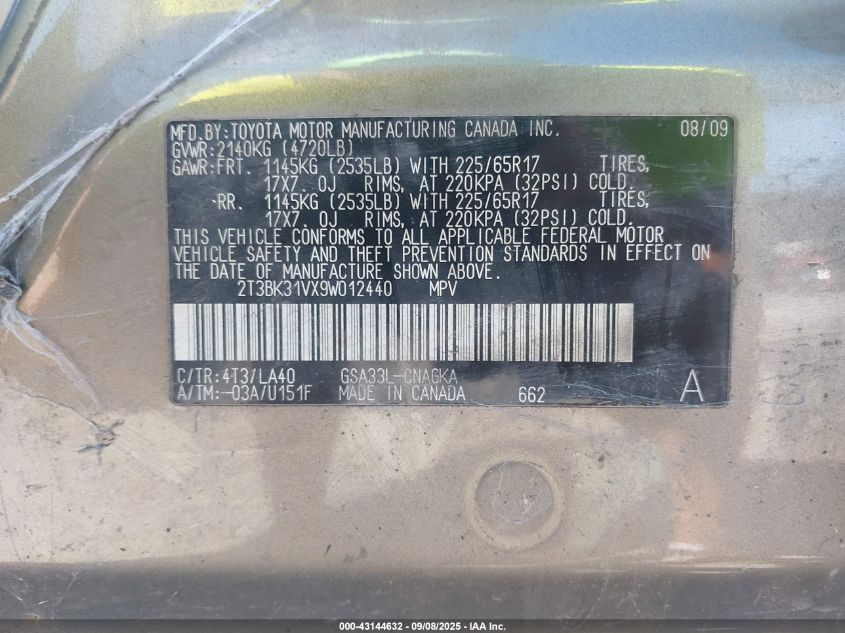 MFD.BY:TOYOTA MOTOR MANUFACTURING CANADA INC. 08/09
GVWR:2140KG (4720LB)
GAWR:FRT. 1145KG (2535LB) WITH 225/65R17 TIRES,
17X7. 0J RIMS, AT 220KPA (32PSI) COLD.
RR. 1145KG (2535LB) WITH 225/65R17 TIRES,
17X7. 0J RIMS, AT 220KPA (32PSI) COLD.
THIS VEHICLE CONFORMS TO ALL APPLICABLE FEDERAL MOTOR
VEHICLE SAFETY AND THEFT PREVENTION STANDARDS IN EFFECT ON
THE DATE OF MANUFACTURE SHOWN ABOVE.
2T3BK31VX9W012440 MPV
C/TR:4T3/LA40 GSA33L-CNAGKA
A/TM:-03A/U151F MADE IN CANADA 662 A
000-43144632 - 09/08/2025 - IAA Inc.